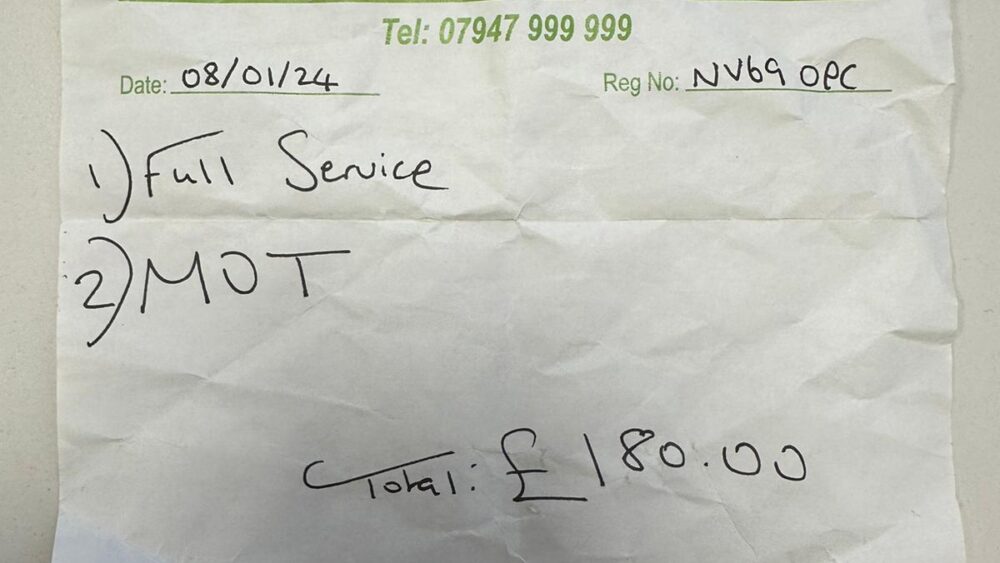 Tel: 07947 999 999
Date: 08/01/24 Reg No: NV69 OPC
1) Full Service
2) MOT
Total: £180.00